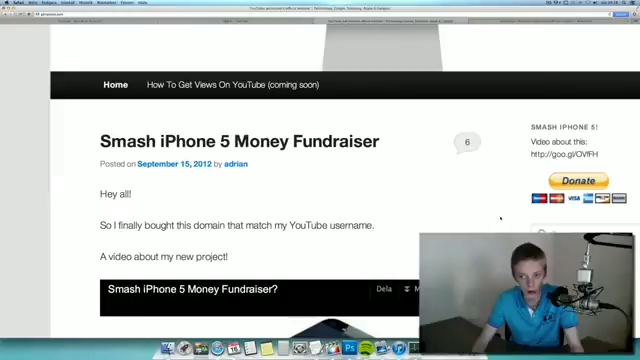 Home How To Get Views On YouTube (coming soon)
Smash iPhone 5 Money Fundraiser
6
Posted on September 15, 2012 by adrian
Hey all!
So I finally bought this domain that match my YouTube username.
A video about my new project!
Smash iPhone 5 Money Fundraiser?
Dela
SMASH IPHONE 5!
Video about this:
http://goo.gl/OVfFH
Donate
VISA